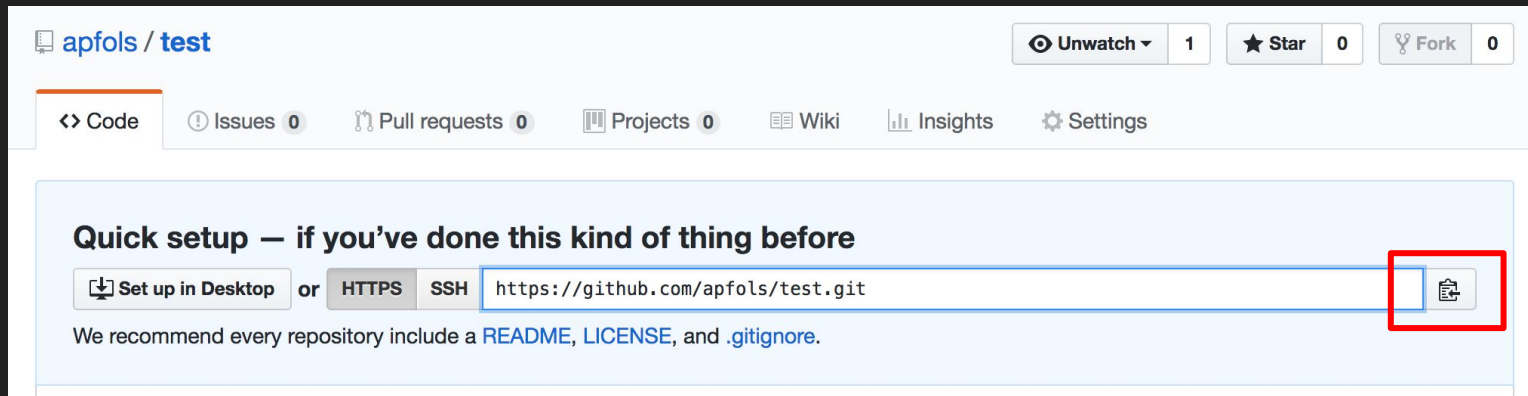 apfols / test
Unwatch 1 Star 0 Fork 0
<> Code Issues 0 Pull requests 0 Projects 0 Wiki Insights Settings
Quick setup — if you’ve done this kind of thing before
Set up in Desktop or HTTPS SSH https://github.com/apfols/test.git
We recommend every repository include a README, LICENSE, and .gitignore.